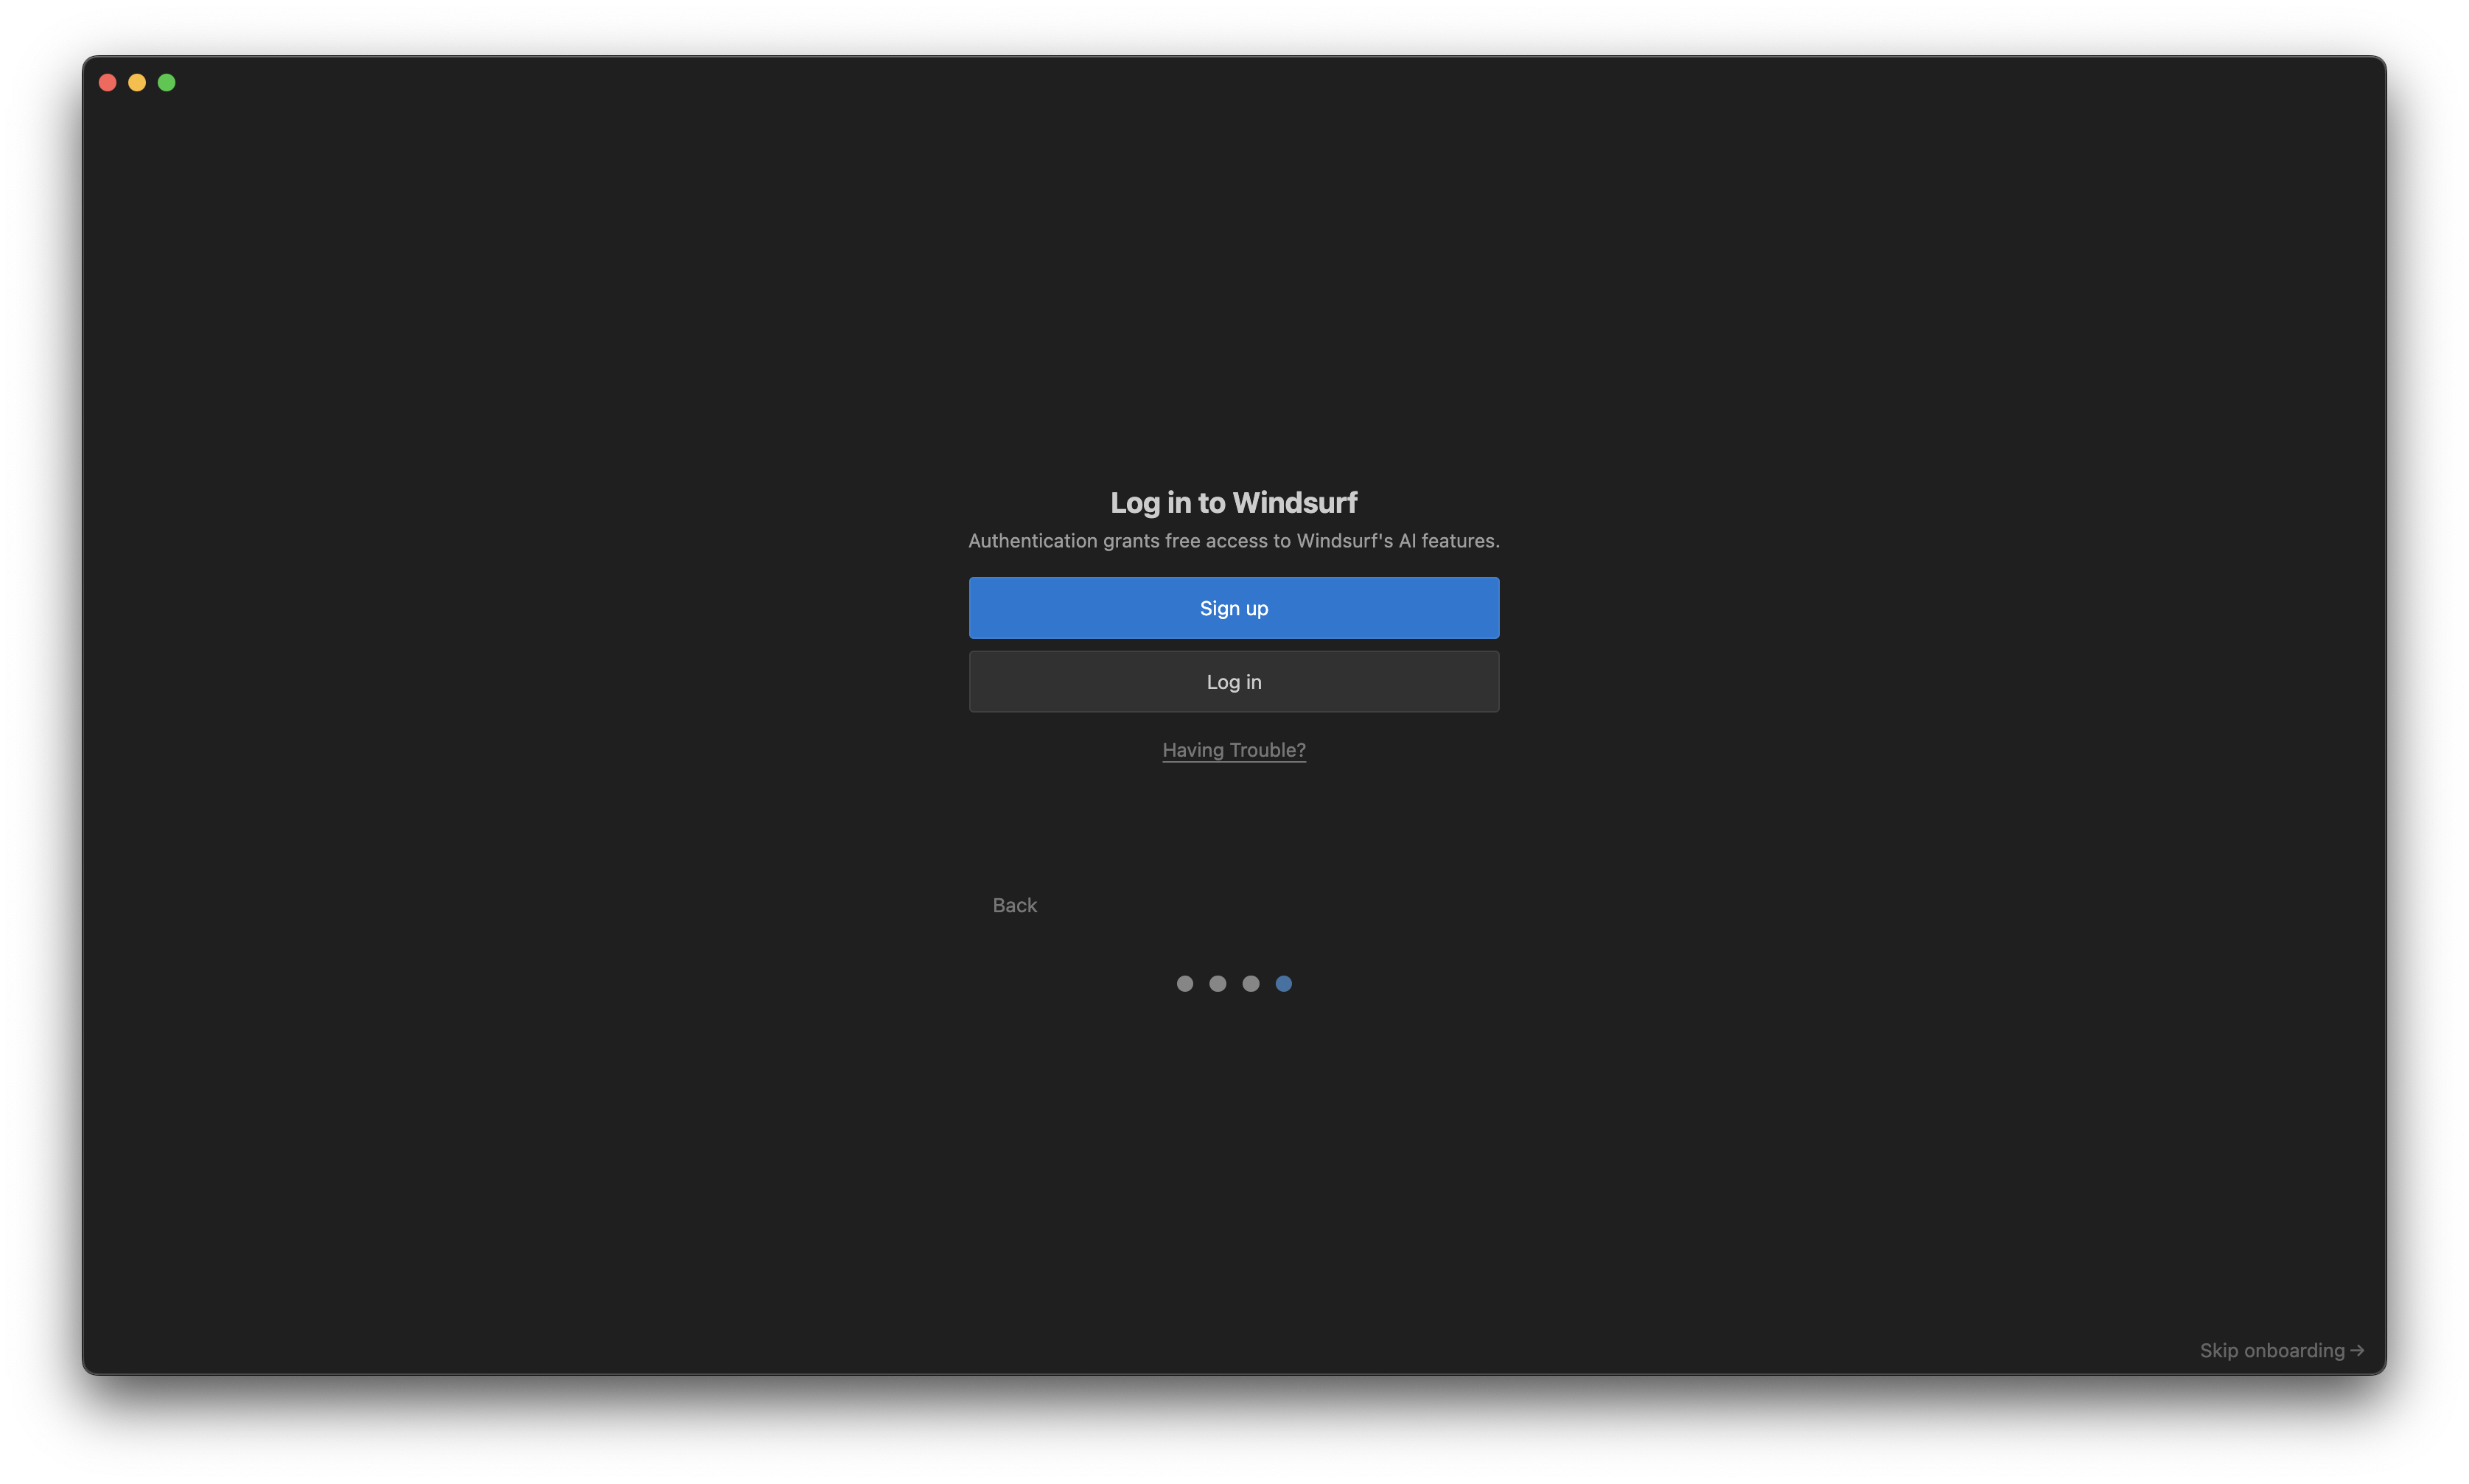 Log in to Windsurf
Authentication grants free access to Windsurf's AI features.
Sign up
Log in
Having Trouble?
Back
Skip onboarding →